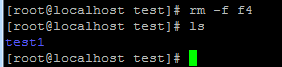 [root@localhost test]# rm -f f4
[root@localhost test]# ls
test1
[root@localhost test]#